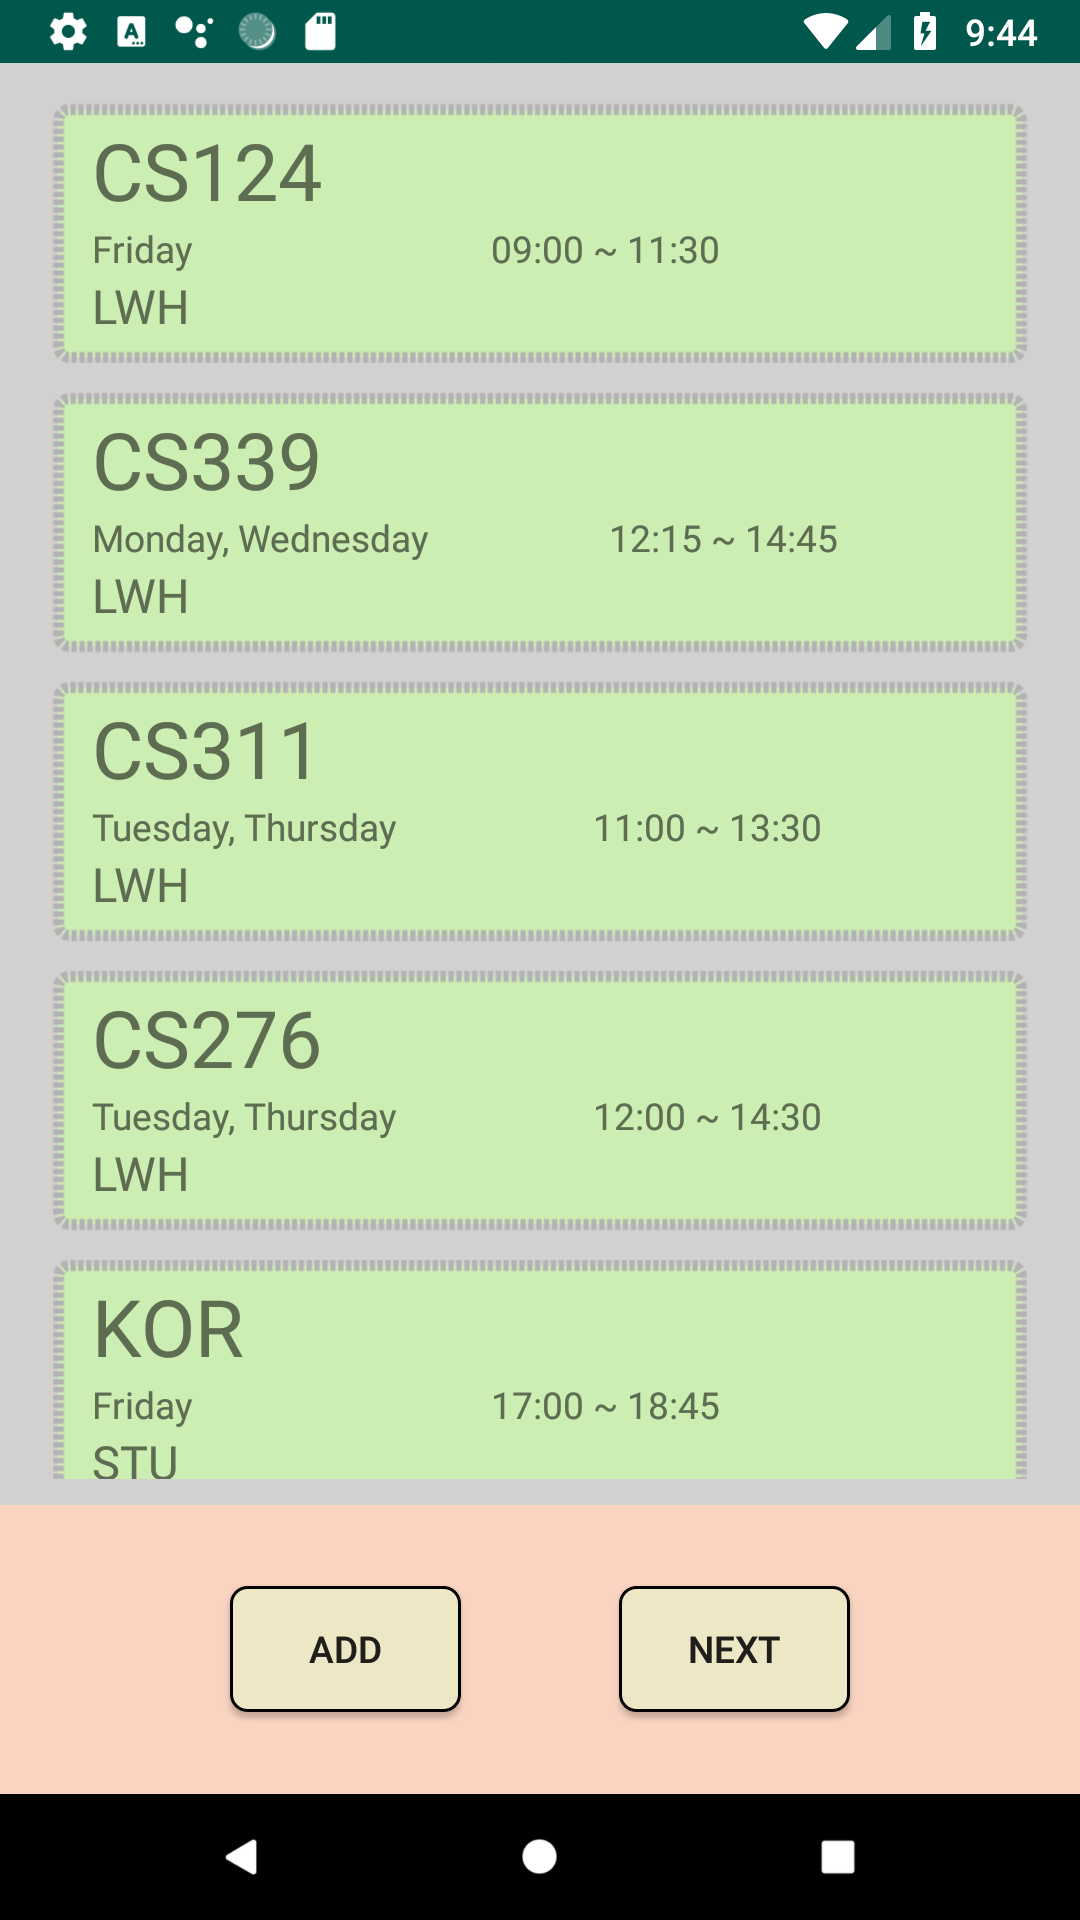 9:44
CS124
Friday 09:00 ~ 11:30
LWH
CS339
Monday, Wednesday 12:15 ~ 14:45
LWH
CS311
Tuesday, Thursday 11:00 ~ 13:30
LWH
CS276
Tuesday, Thursday 12:00 ~ 14:30
LWH
KOR
Friday 17:00 ~ 18:45
STU
ADD NEXT